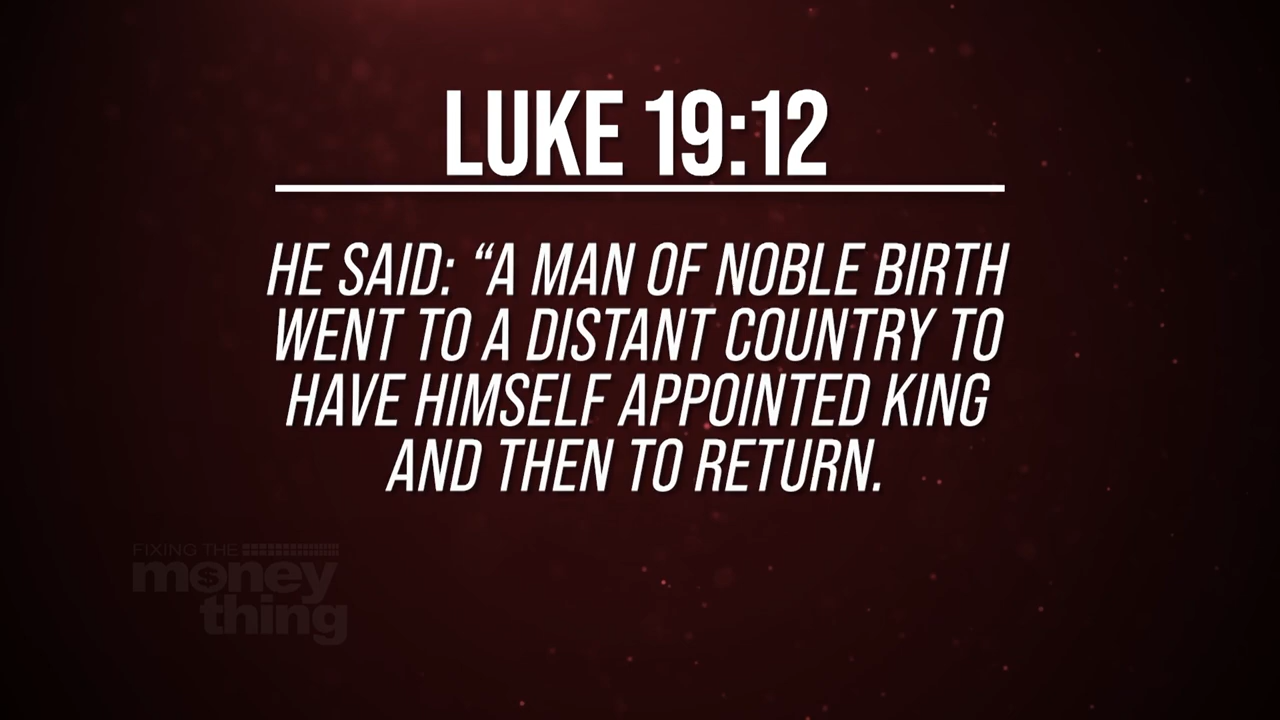 LUKE 19:12
HE SAID: “A MAN OF NOBLE BIRTH
WENT TO A DISTANT COUNTRY TO
HAVE HIMSELF APPOINTED KING
AND THEN TO RETURN.
FIXING THE
money
thing